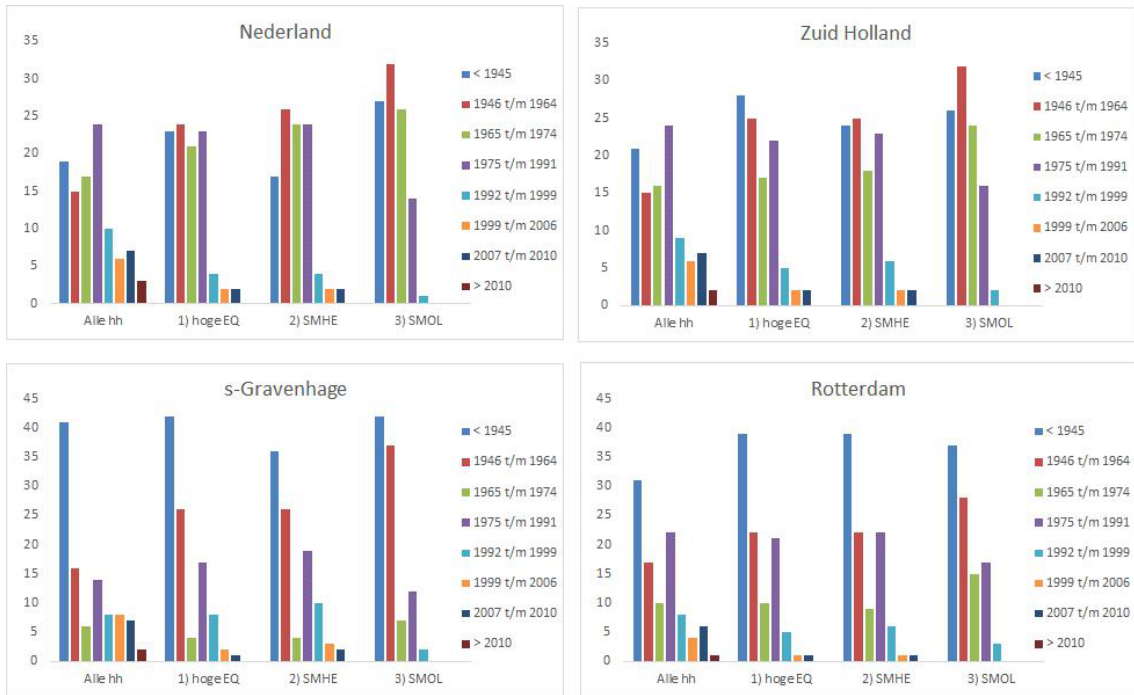 Nederland
35
30
25
20
15
10
5
0
Alle hh 1) hoge EQ 2) SMHE 3) SMOL
< 1945
1946 t/m 1964
1965 t/m 1974
1975 t/m 1991
1992 t/m 1999
1999 t/m 2006
2007 t/m 2010
> 2010
Zuid Holland
35
30
25
20
15
10
5
0
Alle hh 1) hoge EQ 2) SMHE 3) SMOL
< 1945
1946 t/m 1964
1965 t/m 1974
1975 t/m 1991
1992 t/m 1999
1999 t/m 2006
2007 t/m 2010
> 2010
s-Gravenhage
45
40
35
30
25
20
15
10
5
0
Alle hh 1) hoge EQ 2) SMHE 3) SMOL
< 1945
1946 t/m 1964
1965 t/m 1974
1975 t/m 1991
1992 t/m 1999
1999 t/m 2006
2007 t/m 2010
> 2010
Rotterdam
45
40
35
30
25
20
15
10
5
0
Alle hh 1) hoge EQ 2) SMHE 3) SMOL
< 1945
1946 t/m 1964
1965 t/m 1974
1975 t/m 1991
1992 t/m 1999
1999 t/m 2006
2007 t/m 2010
> 2010